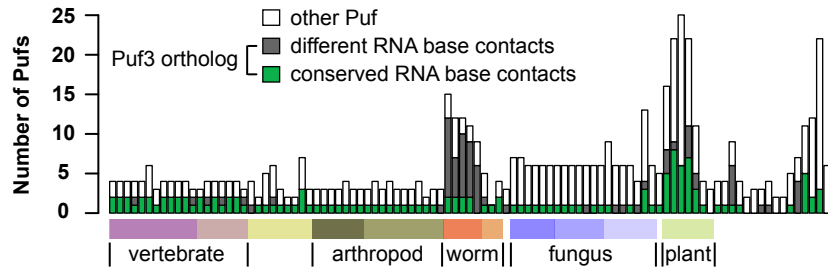 Number of Pufs
25
20
15
10
5
0
other Puf
Puf3 ortholog
different RNA base contacts
conserved RNA base contacts
vertebrate
arthropod
worm
fungus
plant